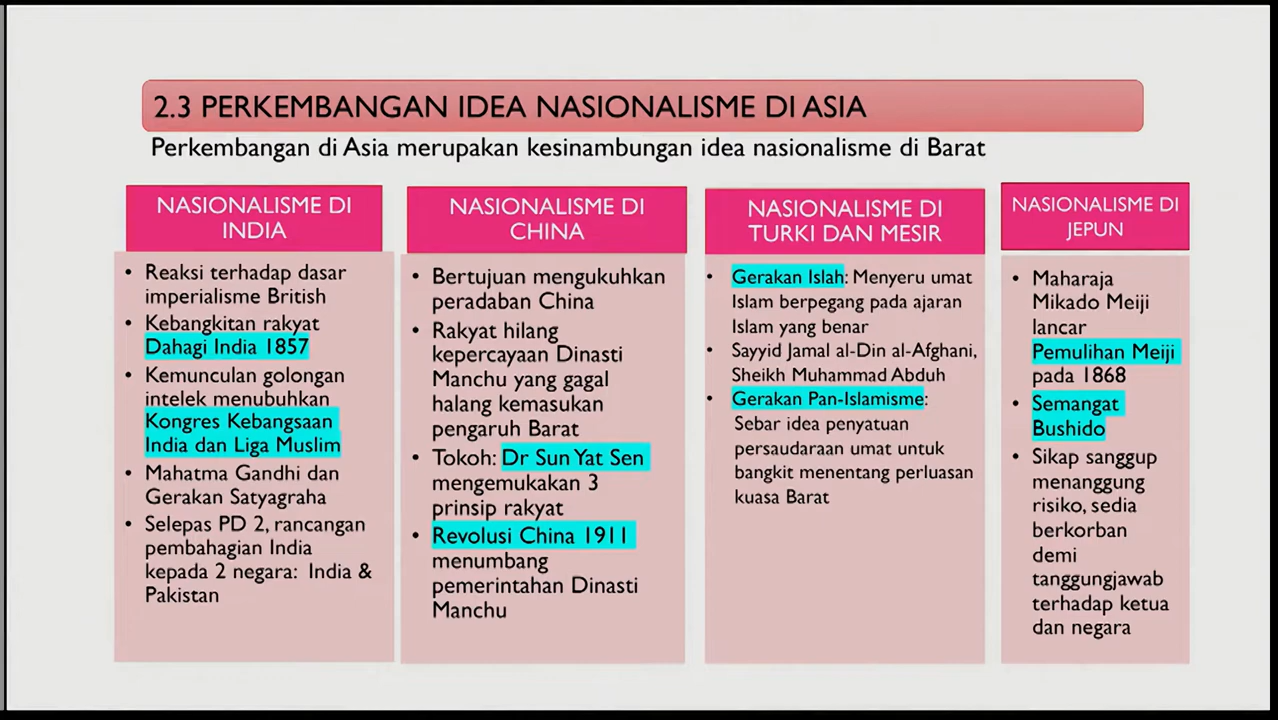 2.3 PERKEMBANGAN IDEA NASIONALISME DI ASIA
Perkembangan di Asia merupakan kesinambungan idea nasionalisme di Barat
NASIONALISME DI
INDIA
• Reaksi terhadap dasar
imperialisme British
• Kebangkitan rakyat
Dahagi India 1857
• Kemunculan golongan
intelek menubuhkan
Kongres Kebangsaan
India dan Liga Muslim
• Mahatma Gandhi dan
Gerakan Satyagraha
• Selepas PD 2, rancangan
pembahagian India
kepada 2 negara: India &
Pakistan
NASIONALISME DI
CHINA
• Bertujuan mengukuhkan
peradaban China
• Rakyat hilang
kepercayaan Dinasti
Manchu yang gagal
halang kemasukan
pengaruh Barat
• Tokoh: Dr Sun Yat Sen
mengemukakan 3
prinsip rakyat
• Revolusi China 1911
menumbang
pemerintahan Dinasti
Manchu
NASIONALISME DI
TURKI DAN MESIR
• Gerakan Islah: Menyeru umat
Islam berpegang pada ajaran
Islam yang benar
• Sayyid Jamal al-Din al-Afghani,
Sheikh Muhammad Abduh
• Gerakan Pan-Islamisme:
Sebar idea penyatuan
persaudaraan umat untuk
bangkit menentang perluasan
kuasa Barat
NASIONALISME DI
JEPUN
• Maharaja
Mikado Meiji
lancar
Pemulihan Meiji
pada 1868
• Semangat
Bushido
• Sikap sanggup
menanggung
risiko, sedia
berkorban
demi
tanggungjawab
terhadap ketua
dan negara